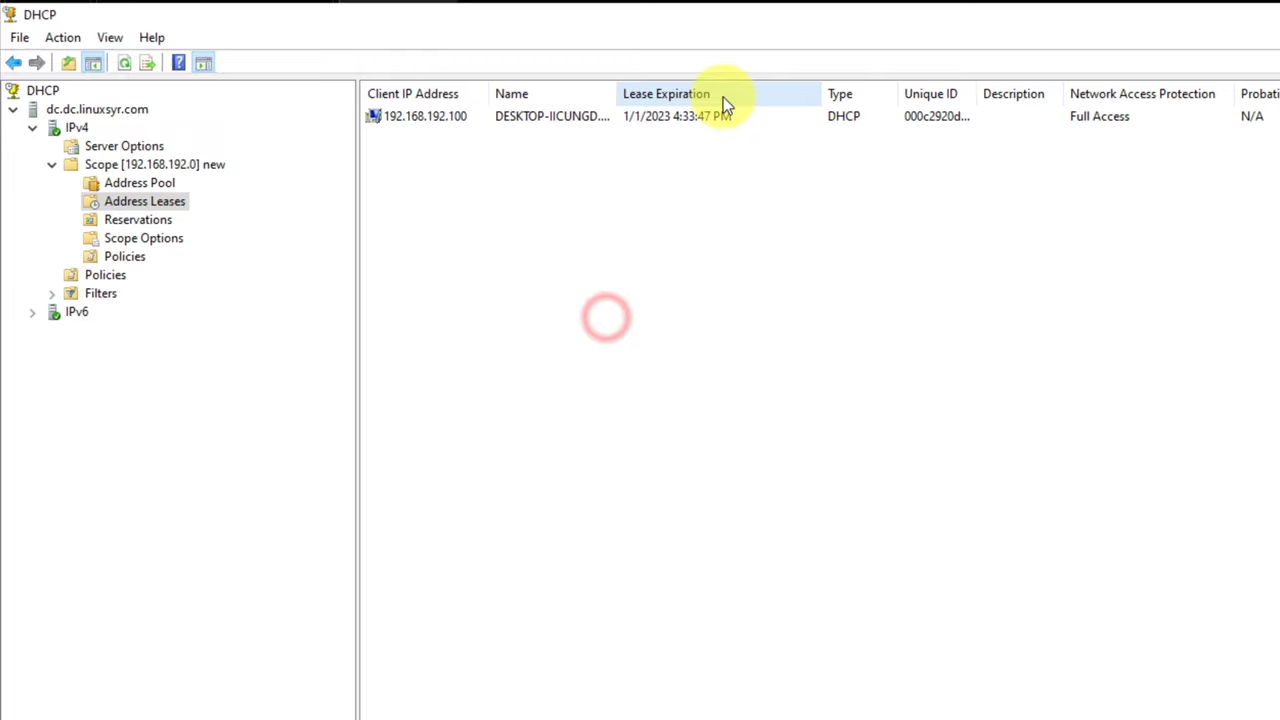 DHCP
File Action View Help
DHCP
dc.dc.linuxsyr.com
IPv4
Server Options
Scope [192.168.192.0] new
Address Pool
Address Leases
Reservations
Scope Options
Policies
Policies
Filters
IPv6
Client IP Address Name Lease Expiration Type Unique ID Description Network Access Protection Probati
192.168.192.100 DESKTOP-IICUNGD.... 1/1/2023 4:33:47 PM DHCP 000c2920d... Full Access N/A